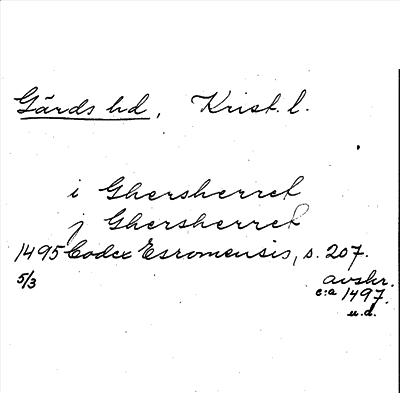 Gärds hd, Krist. l.
i Ghersherret
j Ghersherret
1495 Codex Esromensis, s. 207.
5/3 avskr.
c:a 1497.
u.d.